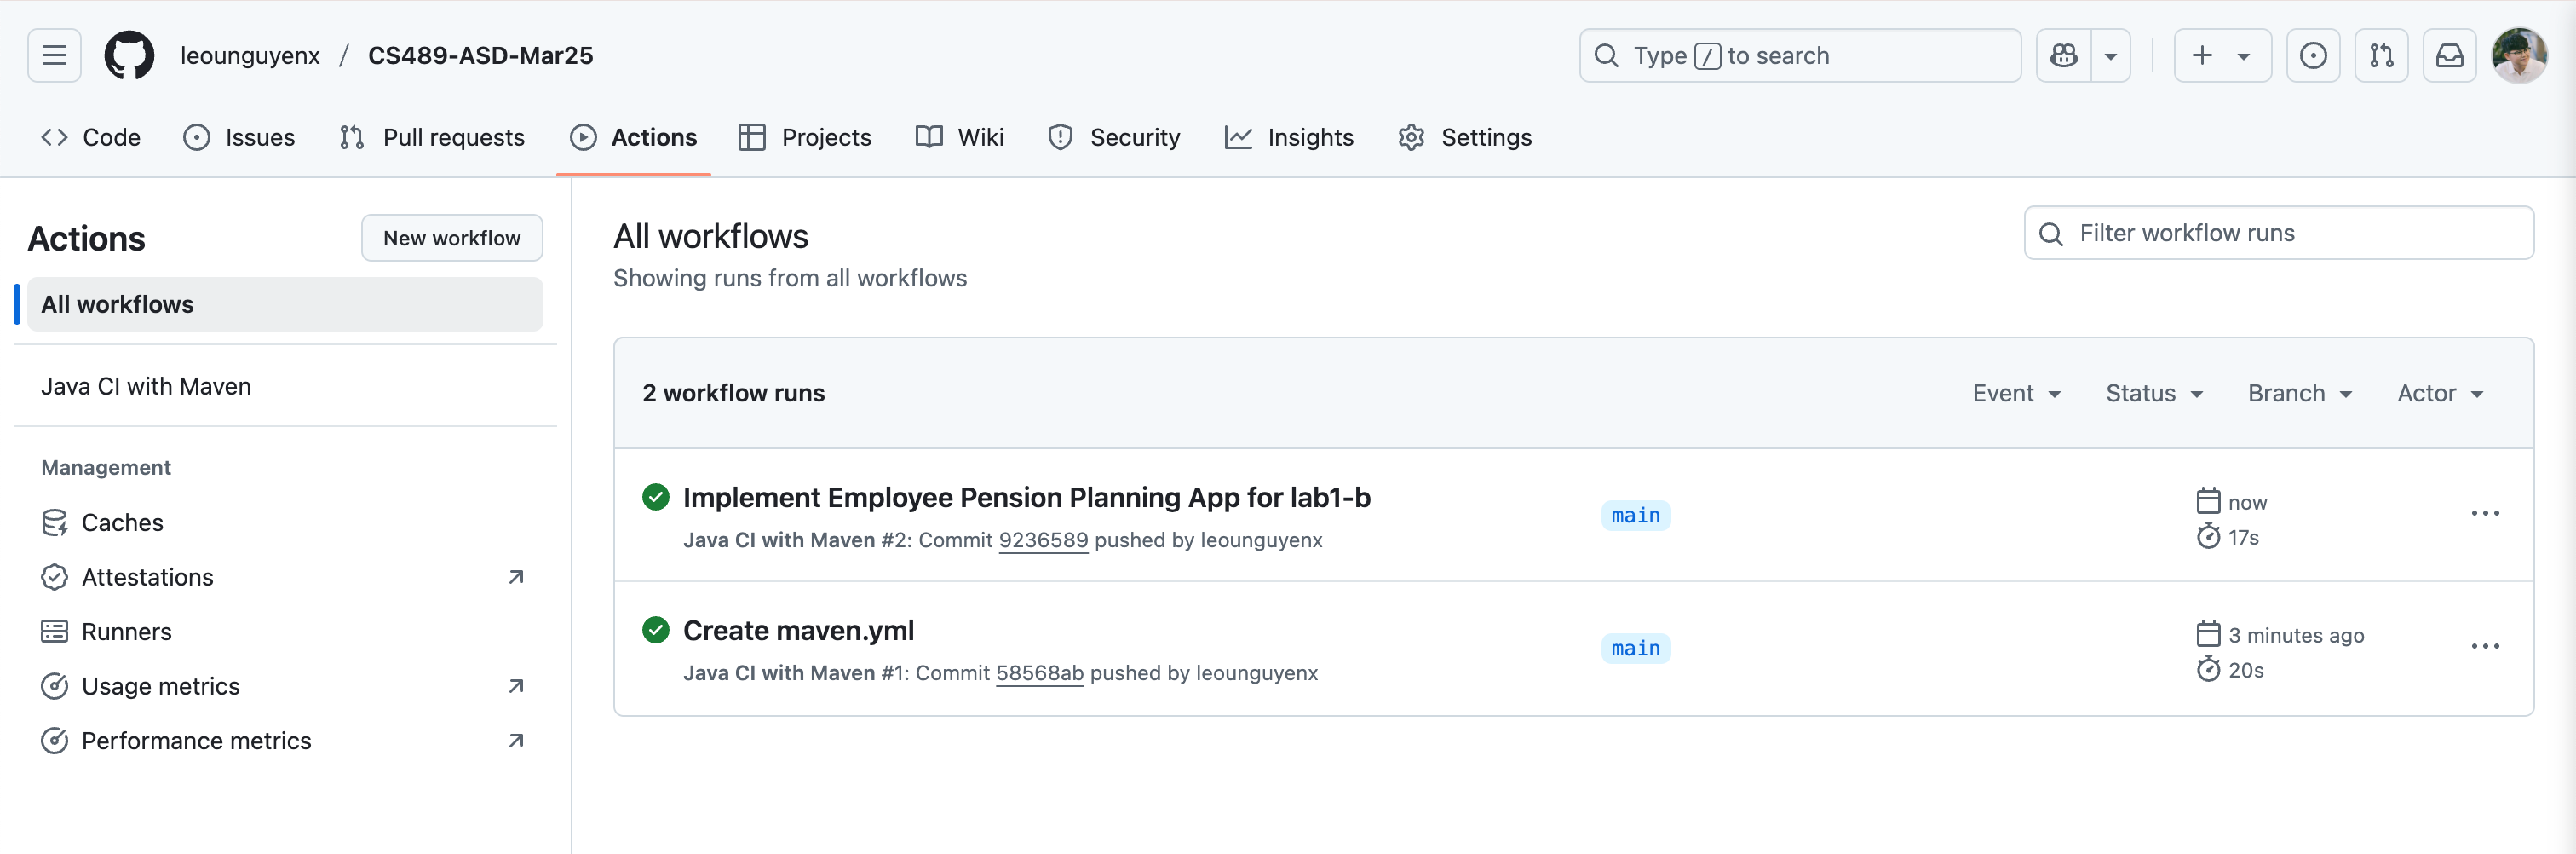 leounguyenx / CS489-ASD-Mar25
Type / to search
Code
Issues
Pull requests
Actions
Projects
Wiki
Security
Insights
Settings
Actions
New workflow
All workflows
Java CI with Maven
Management
Caches
Attestations
Runners
Usage metrics
Performance metrics
All workflows
Showing runs from all workflows
Filter workflow runs
2 workflow runs
Event
Status
Branch
Actor
Implement Employee Pension Planning App for lab1-b
Java CI with Maven #2: Commit 9236589 pushed by leounguyenx
main
now
17s
Create maven.yml
Java CI with Maven #1: Commit 58568ab pushed by leounguyenx
main
3 minutes ago
20s